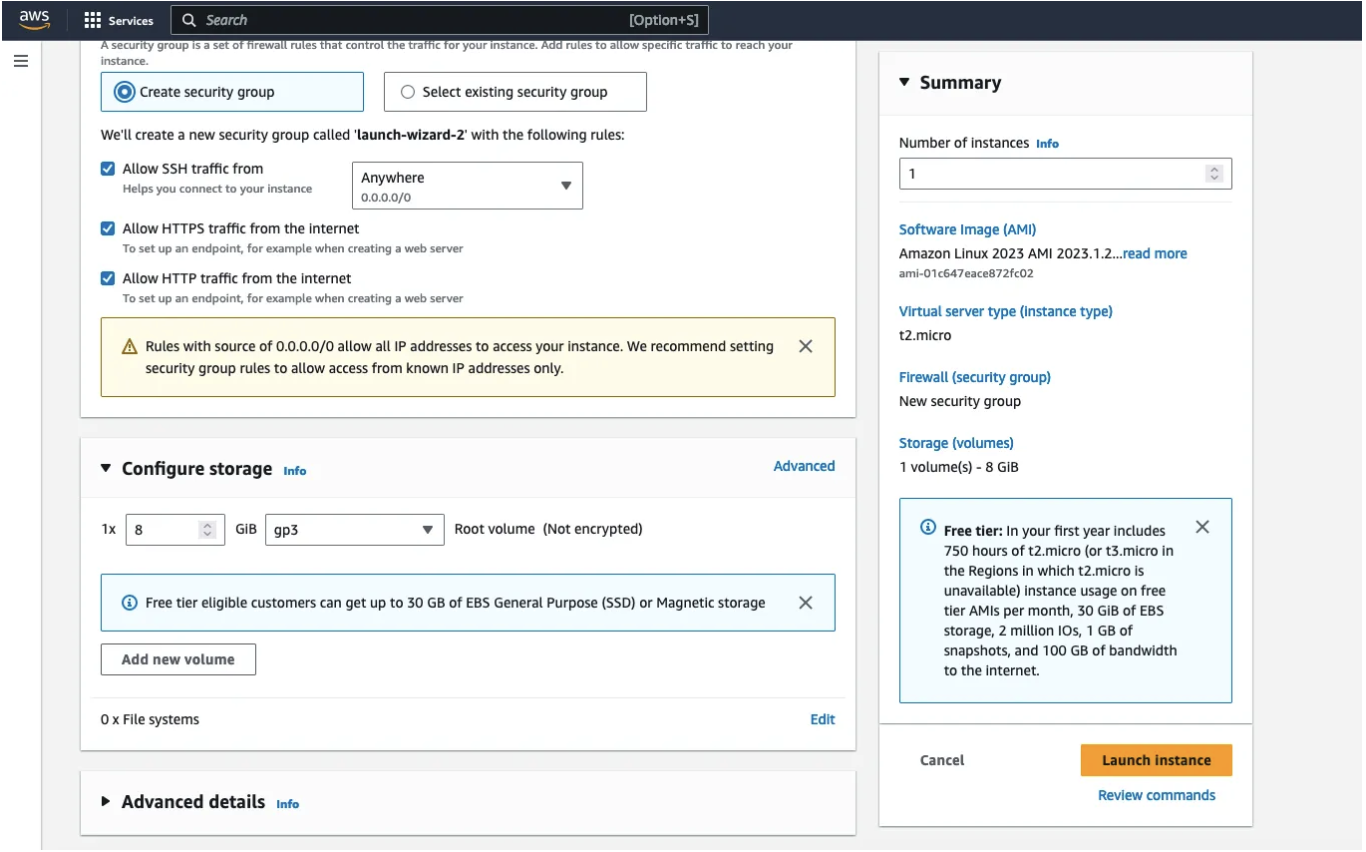 aws
Services
Search
[Option+S]
A security group is a set of firewall rules that control the traffic for your instance. Add rules to allow specific traffic to reach your
instance.
Create security group
Select existing security group
We'll create a new security group called 'launch-wizard-2' with the following rules:
Allow SSH traffic from
Helps you connect to your instance
Anywhere
0.0.0.0/0
Allow HTTPS traffic from the internet
To set up an endpoint, for example when creating a web server
Allow HTTP traffic from the internet
To set up an endpoint, for example when creating a web server
Rules with source of 0.0.0.0/0 allow all IP addresses to access your instance. We recommend setting
security group rules to allow access from known IP addresses only.
Configure storage Info
Advanced
1x 8 GiB gp3 Root volume (Not encrypted)
Free tier eligible customers can get up to 30 GB of EBS General Purpose (SSD) or Magnetic storage
Add new volume
0 x File systems
Edit
Advanced details Info
Summary
Number of instances Info
1
Software Image (AMI)
Amazon Linux 2023 AMI 2023.1.2...read more
ami-01c647eace872fc02
Virtual server type (instance type)
t2.micro
Firewall (security group)
New security group
Storage (volumes)
1 volume(s) - 8 GiB
Free tier: In your first year includes
750 hours of t2.micro (or t3.micro in
the Regions in which t2.micro is
unavailable) instance usage on free
tier AMIs per month, 30 GiB of EBS
storage, 2 million IOs, 1 GB of
snapshots, and 100 GB of bandwidth
to the internet.
Cancel
Launch instance
Review commands